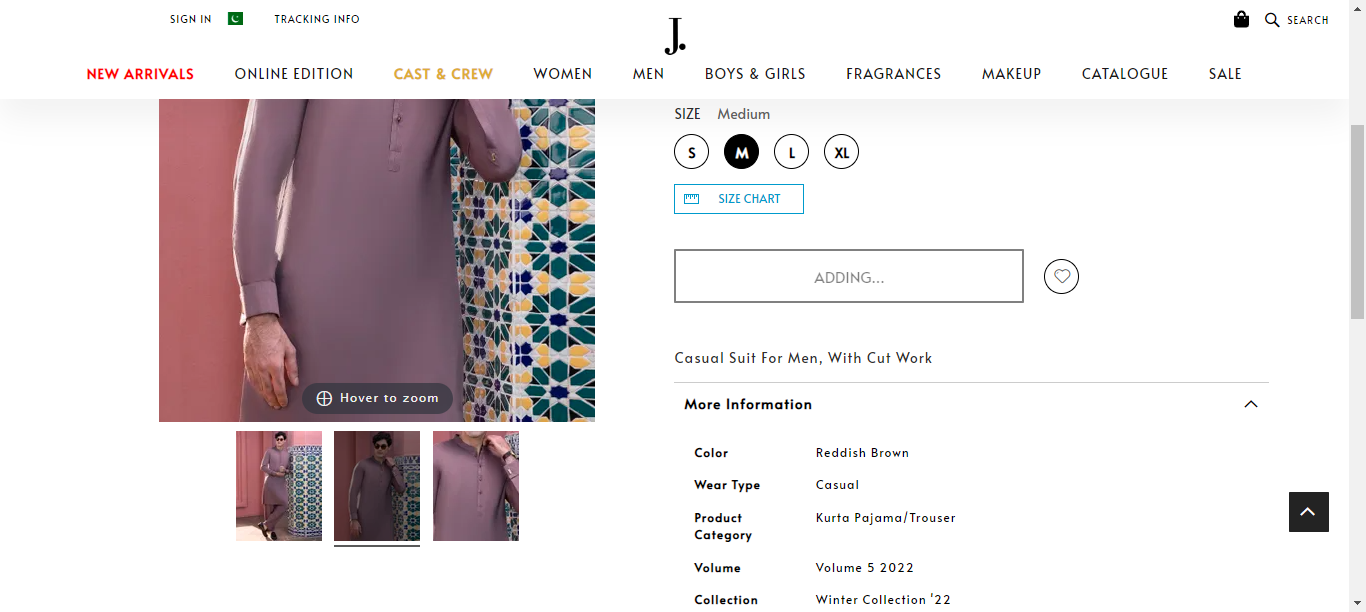 SIGN IN
TRACKING INFO
J.
SEARCH
NEW ARRIVALS
ONLINE EDITION
CAST & CREW
WOMEN
MEN
BOYS & GIRLS
FRAGRANCES
MAKEUP
CATALOGUE
SALE
SIZE Medium
S
M
L
XL
SIZE CHART
ADDING...
Hover to zoom
Casual Suit For Men, With Cut Work
More Information
Color Reddish Brown
Wear Type Casual
Product Kurta Pajama/Trouser
Category
Volume Volume 5 2022
Collection Winter Collection '22